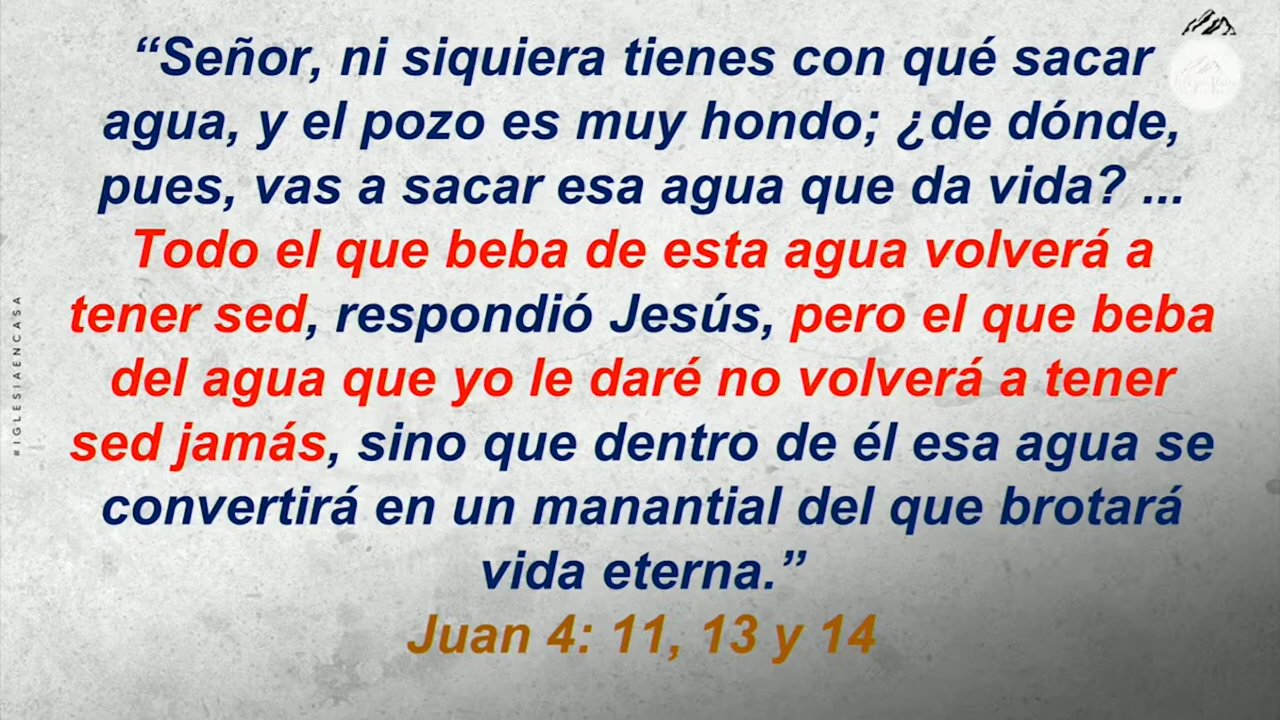 “Señor, ni siquiera tienes con qué sacar
agua, y el pozo es muy hondo; ¿de dónde,
pues, vas a sacar esa agua que da vida? ...
Todo el que beba de esta agua volverá a
tener sed, respondió Jesús, pero el que beba
del agua que yo le daré no volverá a tener
sed jamás, sino que dentro de él esa agua se
convertirá en un manantial del que brotará
vida eterna.”
Juan 4: 11, 13 y 14
#IGLESIAENCASA